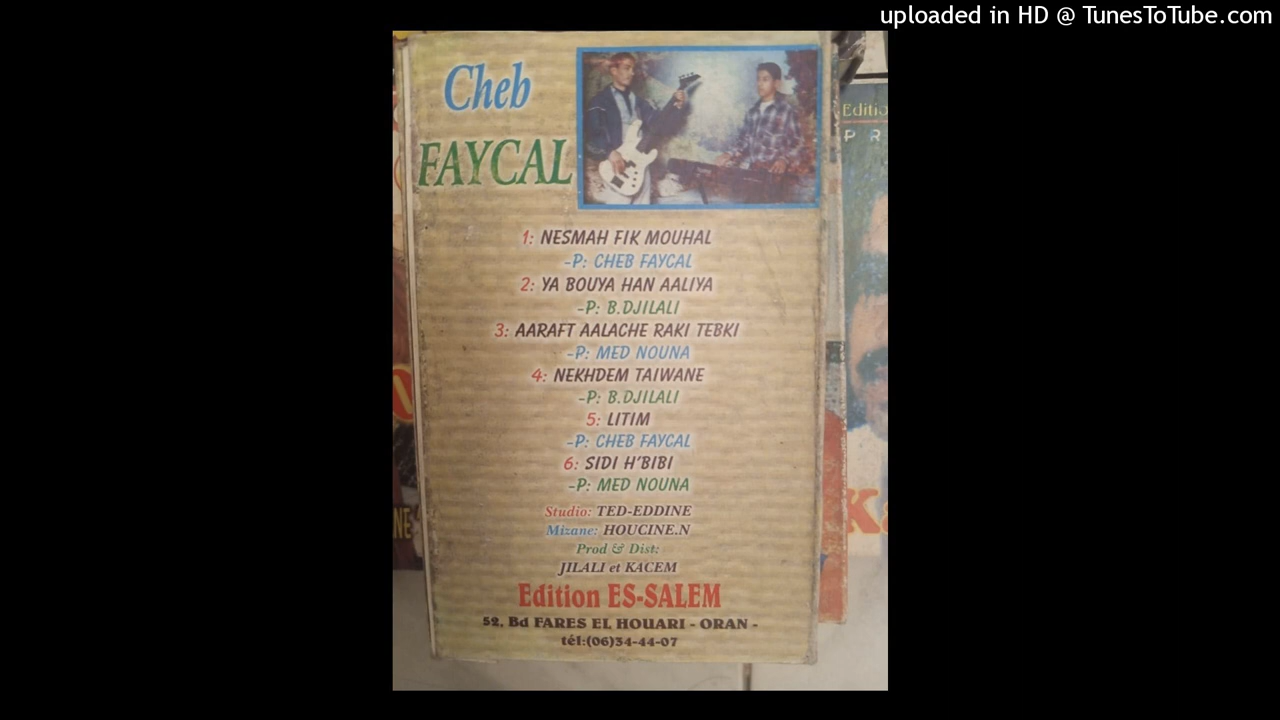 uploaded in HD @ TunesToTube.com
Cheb
FAYCAL
1: NESMAH FIK MOUHAL
-P: CHEB FAYCAL
2: YA BOUYA HAN AALIYA
-P: B.DJILALI
3: AARAFT AALACHE RAKI TEBKI
-P: MED NOUNA
4: NEKHDEM TAIWANE
-P: B.DJILALI
5: LITIM
-P: CHEB FAYCAL
6: SIDI H'BIBI
-P: MED NOUNA
Studio: TED-EDDINE
Mizane: HOUCINE.N
Prod & Dist:
JILALI et KACEM
Edition ES-SALEM
52, Bd FARES EL HOUARI - ORAN -
tél:(06)34-44-07